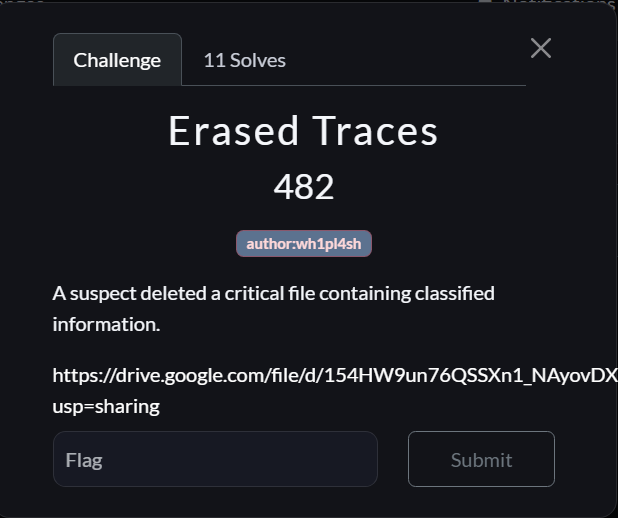 Challenge
11 Solves
Erased Traces
482
author:wh1pl4sh
A suspect deleted a critical file containing classified
information.
https://drive.google.com/file/d/154HW9un76QSSXn1_NAyovDX
usp=sharing
Flag
Submit